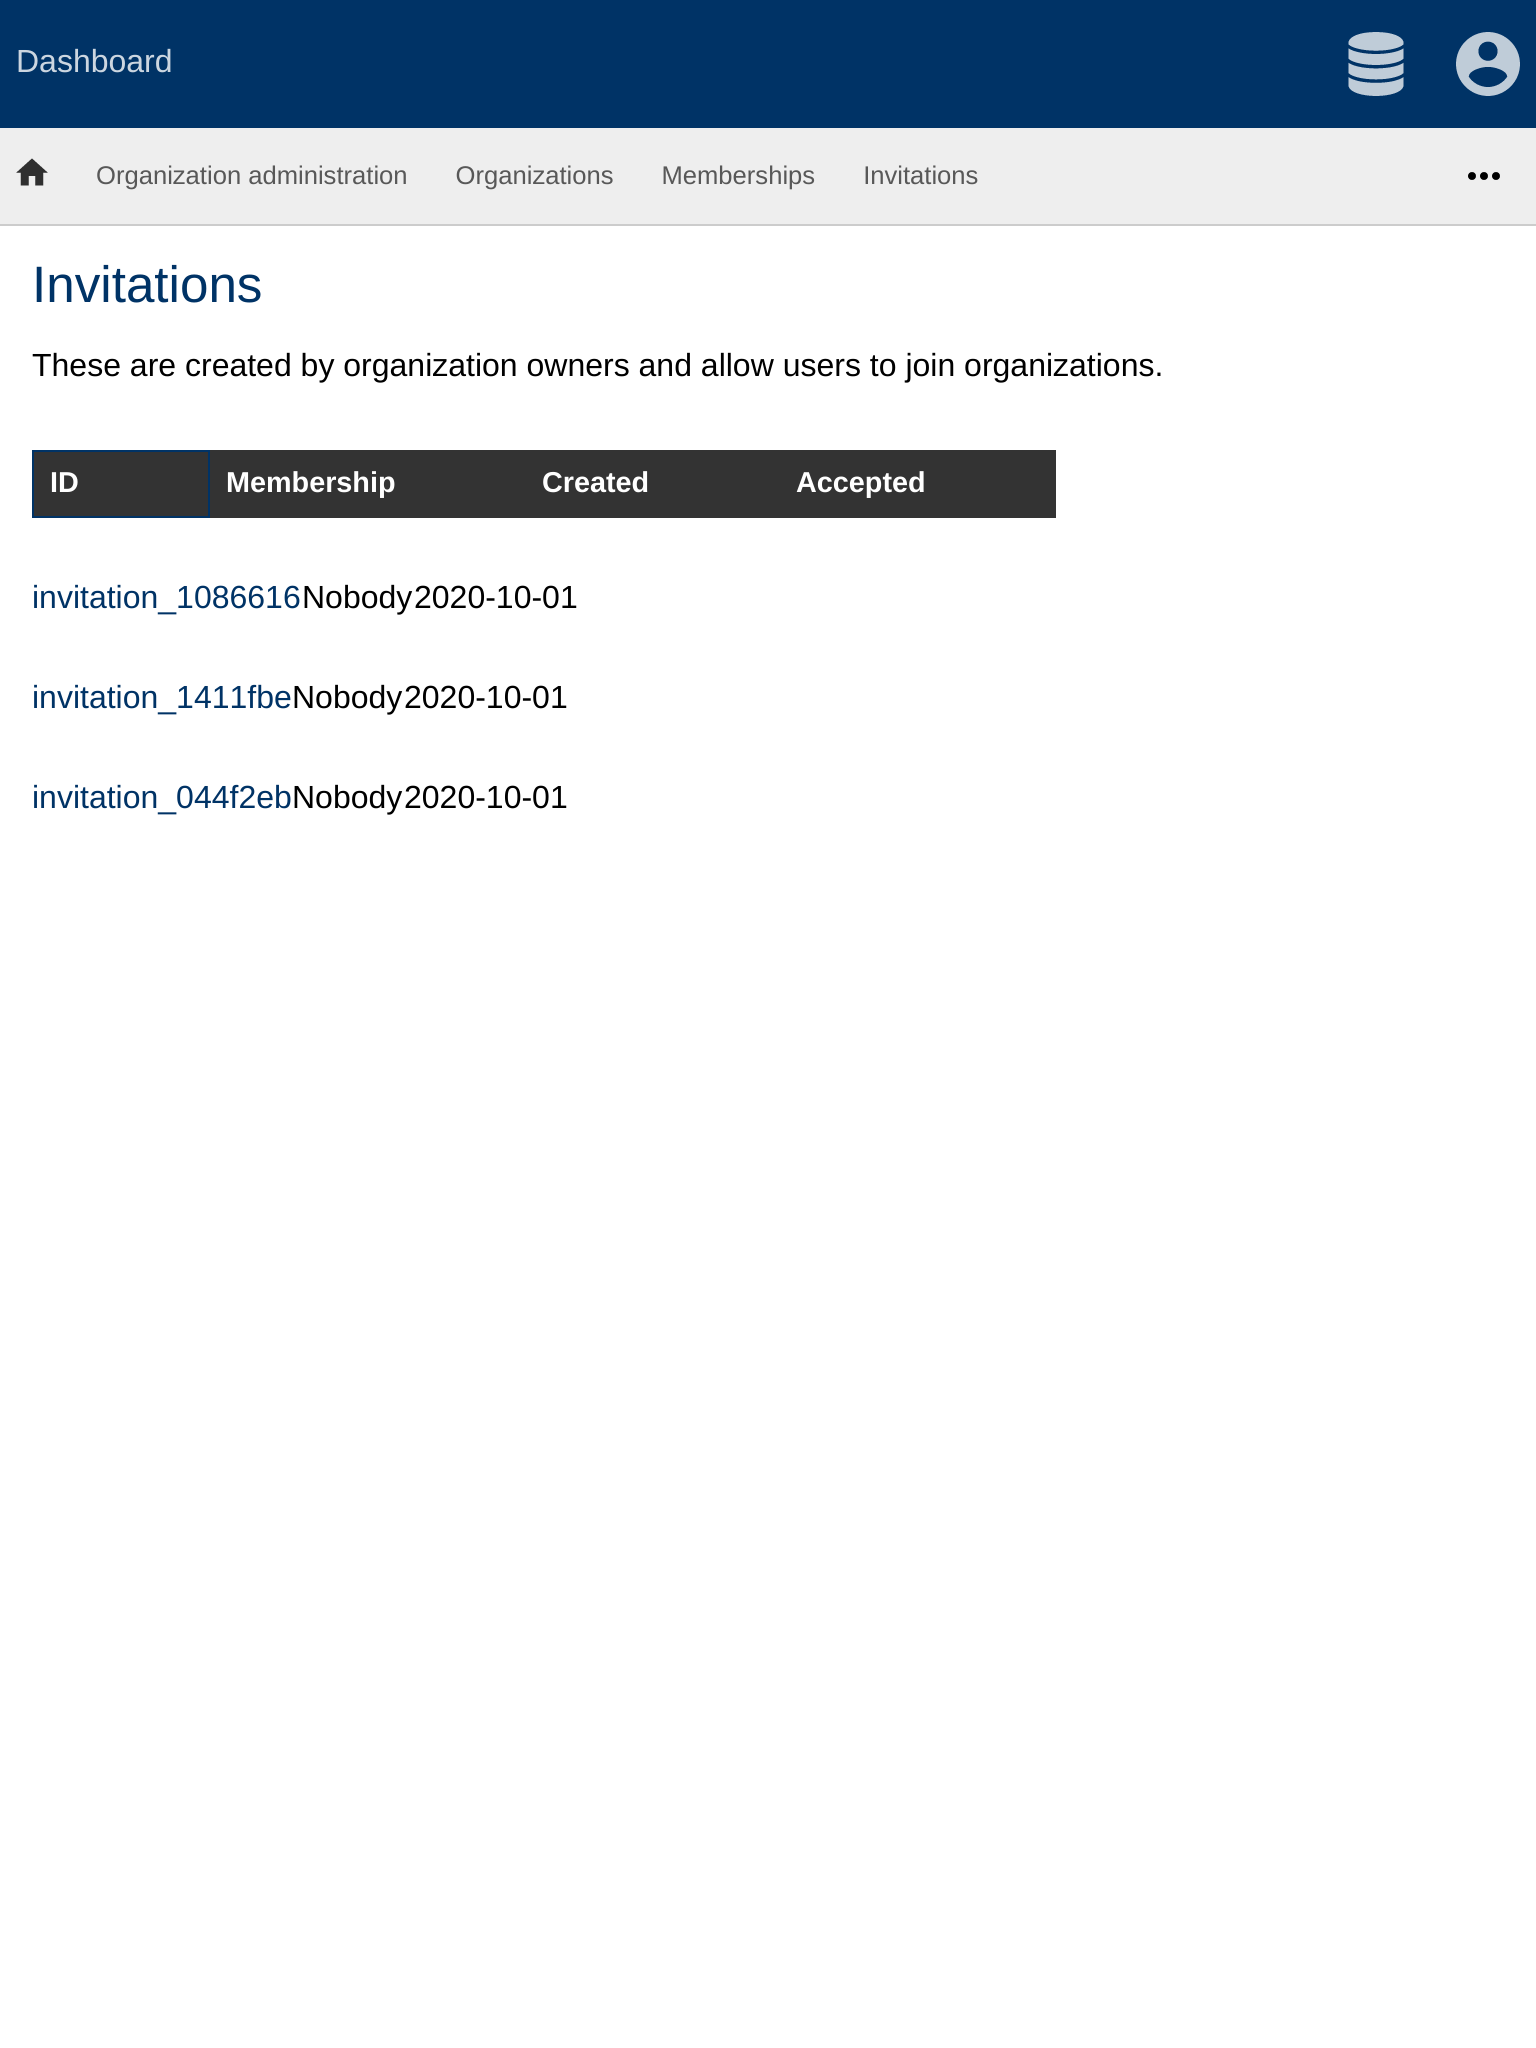 Dashboard
Organization administration Organizations Memberships Invitations
Invitations
These are created by organization owners and allow users to join organizations.
ID Membership Created Accepted
invitation_1086616Nobody2020-10-01
invitation_1411fbeNobody2020-10-01
invitation_044f2ebNobody2020-10-01